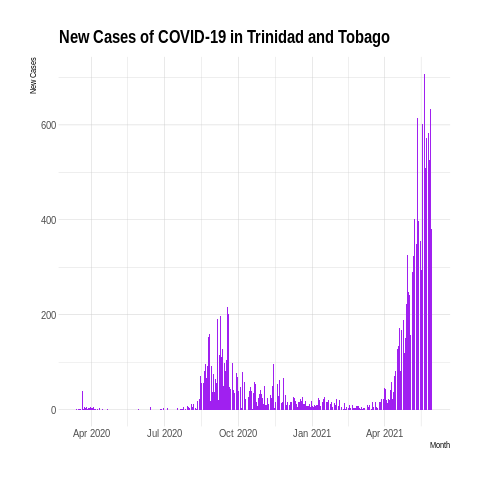 New Cases of COVID-19 in Trinidad and Tobago
New Cases
600
400
200
0
Apr 2020 Jul 2020 Oct 2020 Jan 2021 Apr 2021
Month